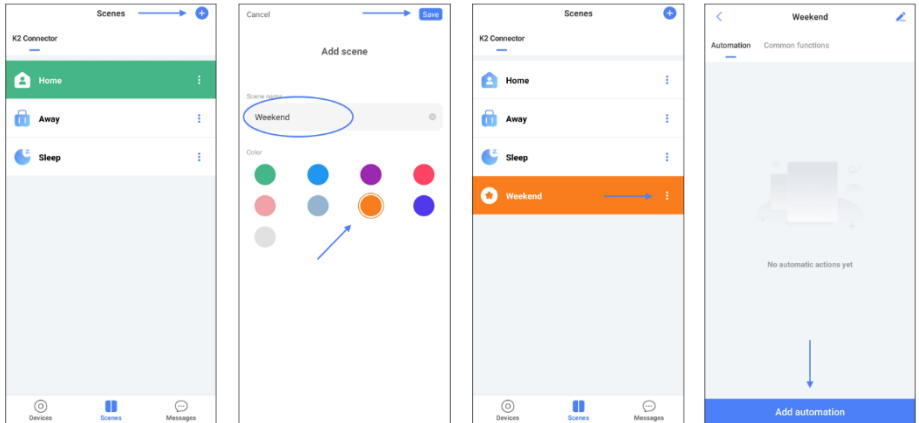 Scenes
K2 Connector
Home
Away
Sleep
Devices
Scenes
Messages
Cancel
Save
Add scene
Scene name
Weekend
Color
Scenes
K2 Connector
Home
Away
Sleep
Weekend
Devices
Scenes
Messages
Weekend
Automation Common functions
No automatic actions yet
Add automation